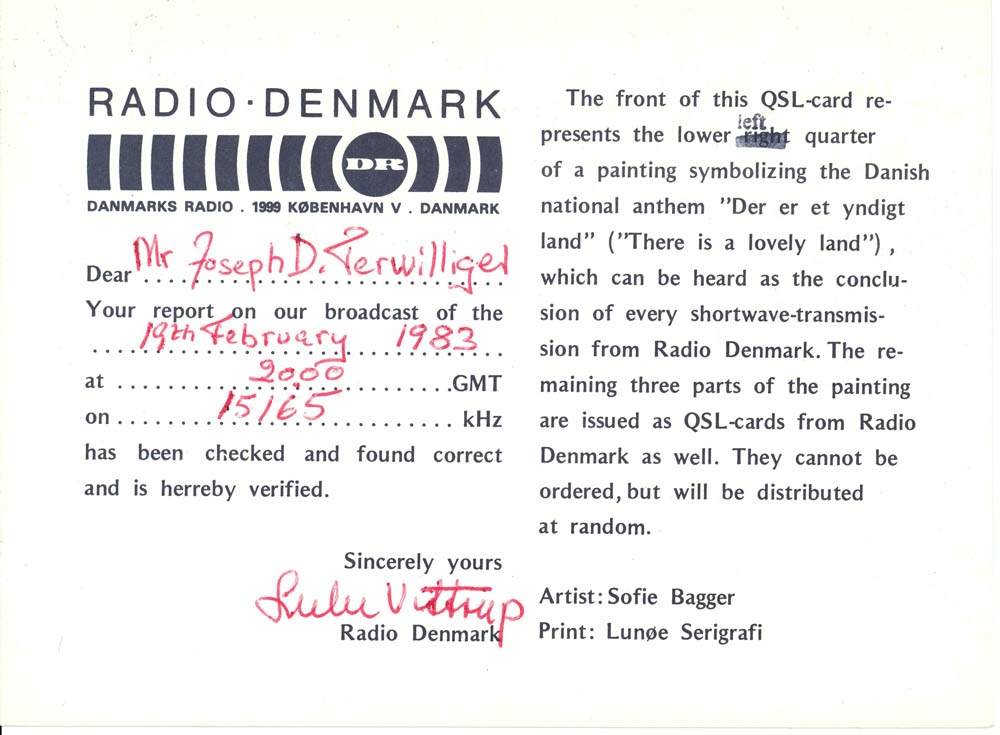 RADIO · DENMARK
DR
DANMARKS RADIO . 1999 KØBENHAVN V . DANMARK
Dear Mr Joseph D. Terwilliger
Your report on our broadcast of the
19th February 1983
at 20.00 GMT
on 15165 kHz
has been checked and found correct
and is herreby verified.
Sincerely yours
Lulu Vittrup
Radio Denmark
The front of this QSL-card re-
left
presents the lower right quarter
of a painting symbolizing the Danish
national anthem "Der er et yndigt
land" ("There is a lovely land"),
which can be heard as the conclu-
sion of every shortwave-transmis-
sion from Radio Denmark. The re-
maining three parts of the painting
are issued as QSL-cards from Radio
Denmark as well. They cannot be
ordered, but will be distributed
at random.
Artist: Sofie Bagger
Print: Lunøe Serigrafi